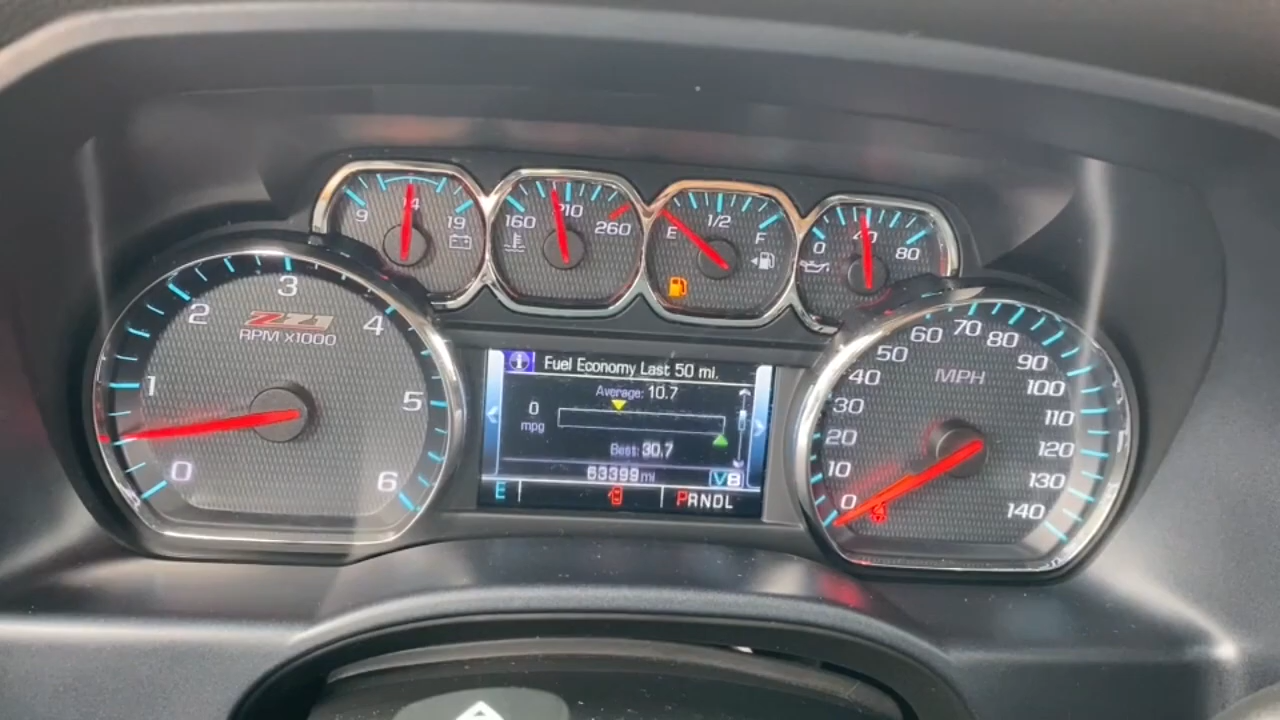 9 14 19
160 210 260
E 1/2 F
0 40 80
0 1 2 3 4 5 6
Z71
RPM X1000
Fuel Economy Last 50 mi.
Average: 10.7
0
mpg
Best: 30.7
63399 mi
V8
E
PRNDL
0 10 20 30 40 50 60 70 80 90 100 110 120 130 140
MPH